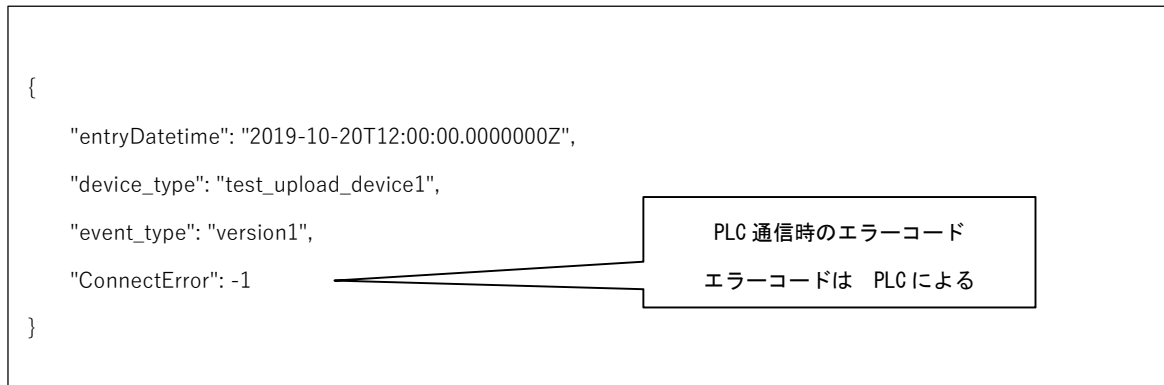 {
"entryDatetime": "2019-10-20T12:00:00.0000000Z",
"device_type": "test_upload_device1",
"event_type": "version1",
"ConnectError": -1
}
PLC 通信時のエラーコード
エラーコードは　PLC による